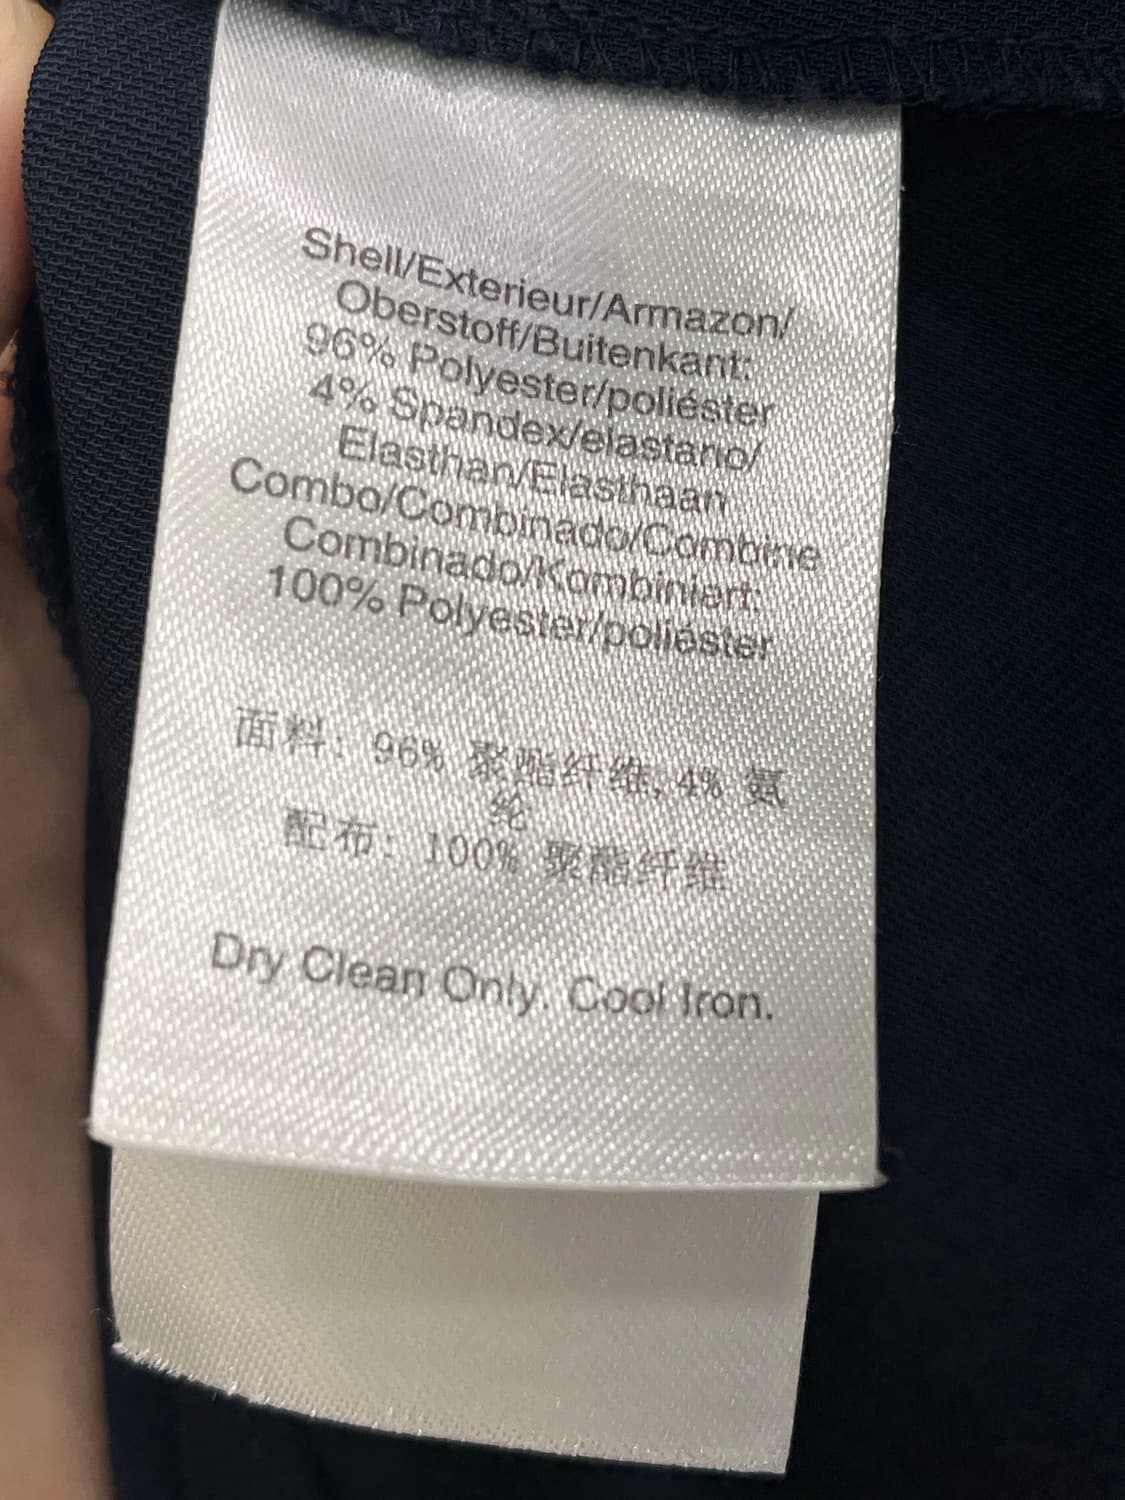 Shell/Exterieur/Armazon/
Oberstoff/Buitenkant:
96% Polyester/poliéster
4% Spandex/elastano/
Elasthan/Elasthaan
Combo/Combinado/Combine
Combinado/Kombiniert:
100% Polyester/poliéster
面料: 96% 聚酯纤维, 4% 氨
纶
配布: 100% 聚酯纤维
Dry Clean Only. Cool Iron.